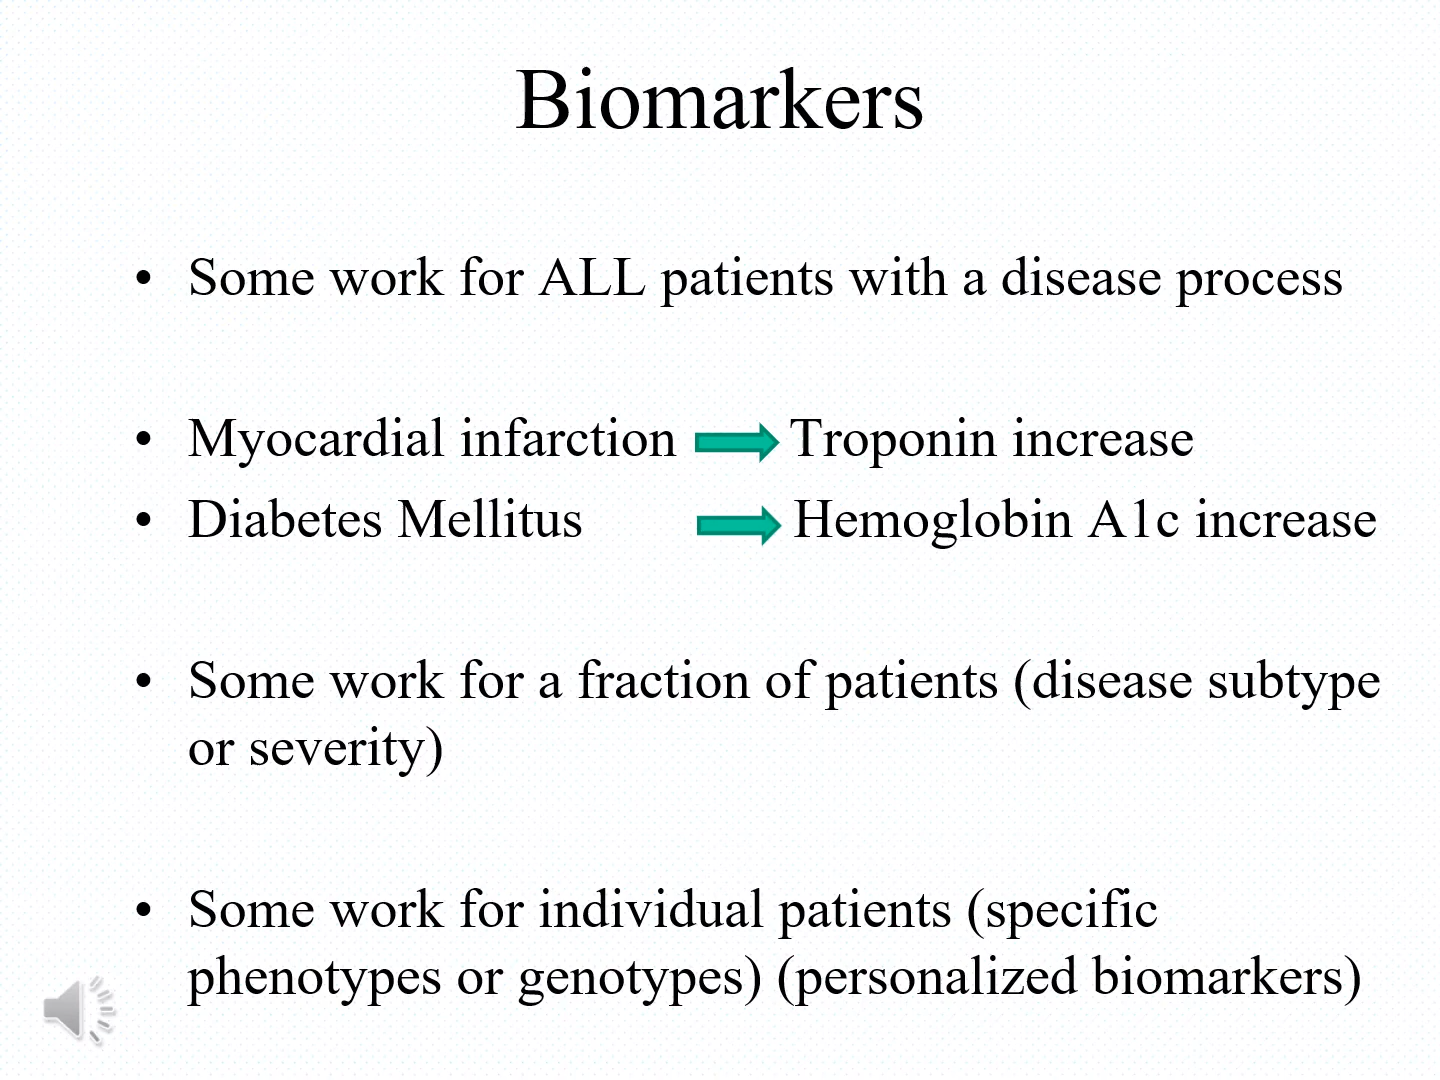 Biomarkers
• Some work for ALL patients with a disease process
• Myocardial infarction Troponin increase
• Diabetes Mellitus Hemoglobin A1c increase
• Some work for a fraction of patients (disease subtype
or severity)
• Some work for individual patients (specific
phenotypes or genotypes) (personalized biomarkers)